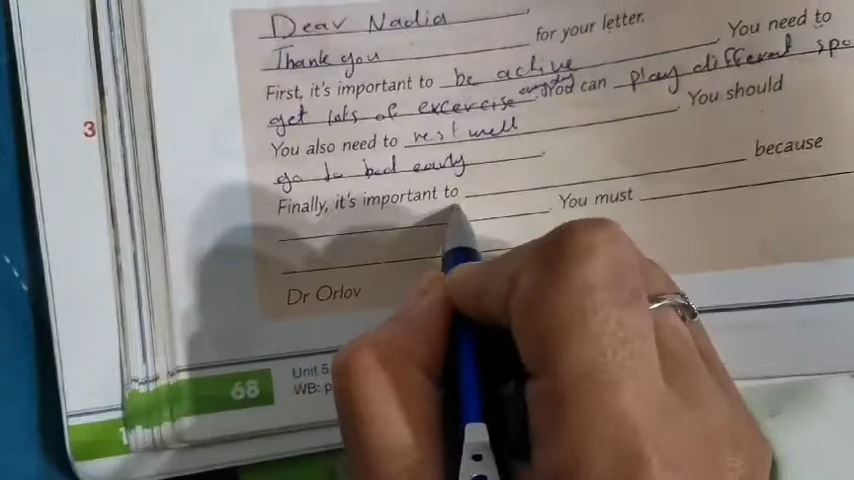 Dear Nadia
Thank you for your letter.
First, it's important to be active You need to
get lots of excercise everyday You can play different spo
3
You also need to rest well You should
go to bed early
Finally, it's important to because
You must
Dr Orlov
68 Unit 5
WB: p